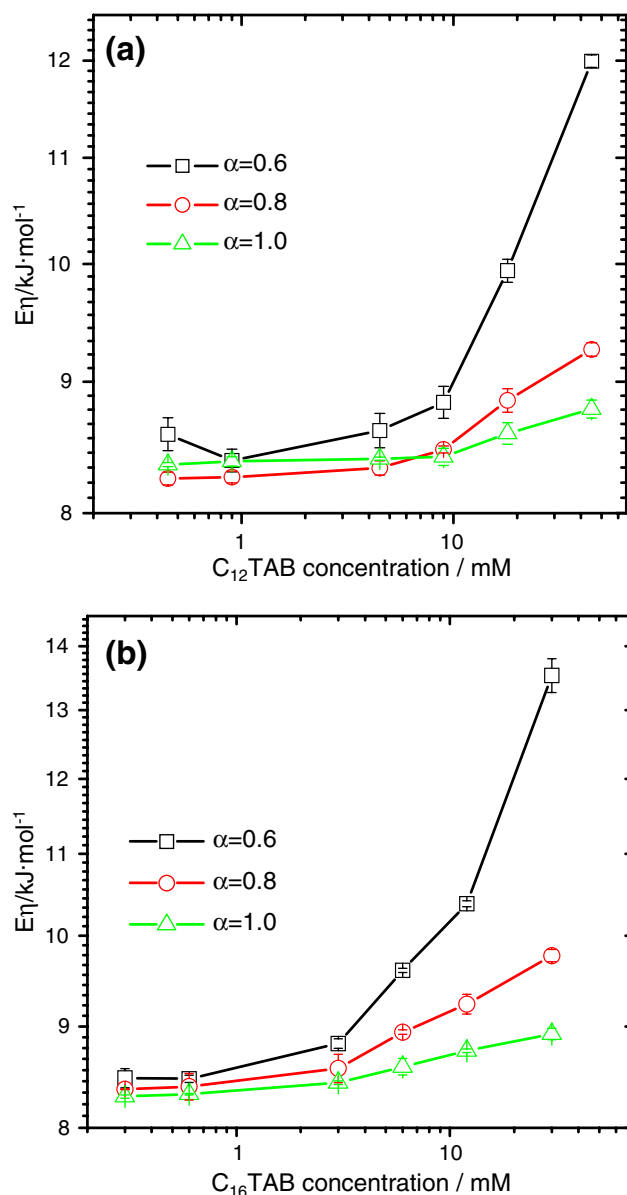 (a)
12
11
10
9
8
Eη/kJ·mol⁻¹
α=0.6
α=0.8
α=1.0
1
10
C₁₂TAB concentration / mM
(b)
14
13
12
11
10
9
8
Eη/kJ·mol⁻¹
α=0.6
α=0.8
α=1.0
1
10
C₁₆TAB concentration / mM